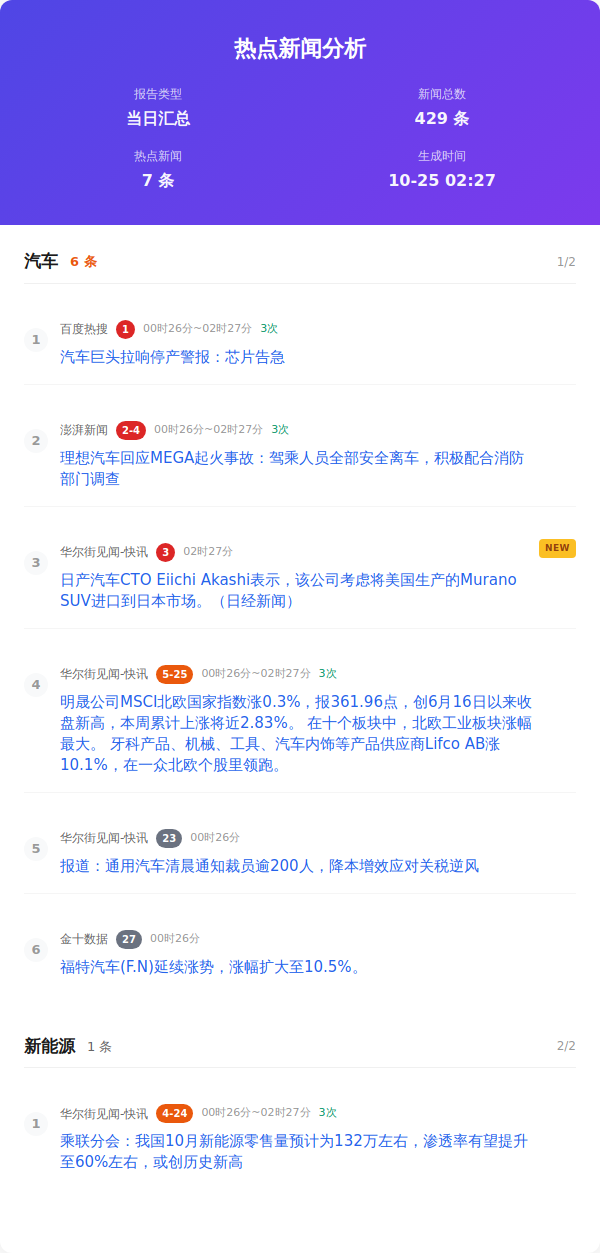 热点新闻分析
报告类型
新闻总数
当日汇总
429 条
热点新闻
生成时间
7 条
10-25 02:27
汽车 6 条 1/2
1
百度热搜 1 00时26分~02时27分 3次
汽车巨头拉响停产警报：芯片告急
2
澎湃新闻 2-4 00时26分~02时27分 3次
理想汽车回应MEGA起火事故：驾乘人员全部安全离车，积极配合消防
部门调查
3
华尔街见闻-快讯 3 02时27分 NEW
日产汽车CTO Eiichi Akashi表示，该公司考虑将美国生产的Murano
SUV进口到日本市场。（日经新闻）
4
华尔街见闻-快讯 5-25 00时26分~02时27分 3次
明晟公司MSCI北欧国家指数涨0.3%，报361.96点，创6月16日以来收
盘新高，本周累计上涨将近2.83%。 在十个板块中，北欧工业板块涨幅
最大。 牙科产品、机械、工具、汽车内饰等产品供应商Lifco AB涨
10.1%，在一众北欧个股里领跑。
5
华尔街见闻-快讯 23 00时26分
报道：通用汽车清晨通知裁员逾200人，降本增效应对关税逆风
6
金十数据 27 00时26分
福特汽车(F.N)延续涨势，涨幅扩大至10.5%。
新能源 1 条 2/2
1
华尔街见闻-快讯 4-24 00时26分~02时27分 3次
乘联分会：我国10月新能源零售量预计为132万左右，渗透率有望提升
至60%左右，或创历史新高